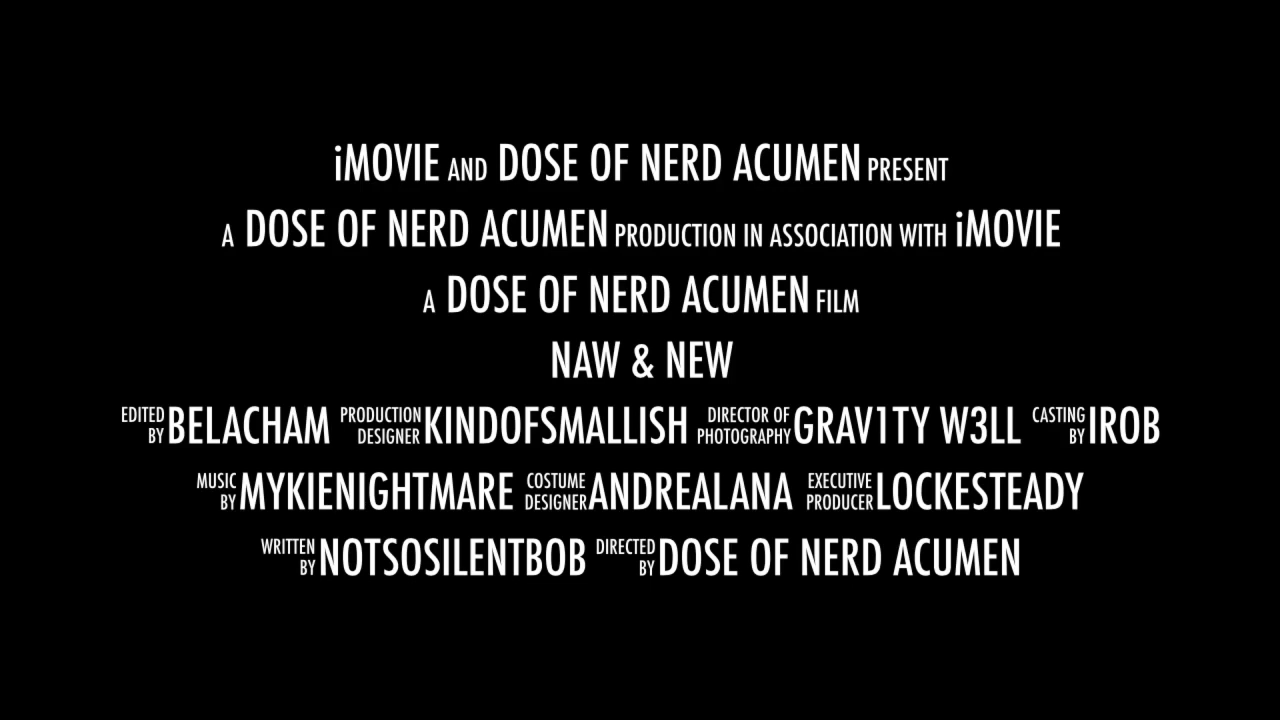 iMOVIE AND DOSE OF NERD ACUMEN PRESENT
A DOSE OF NERD ACUMEN PRODUCTION IN ASSOCIATION WITH iMOVIE
A DOSE OF NERD ACUMEN FILM
NAW & NEW
EDITED BY BELACHAM PRODUCTION DESIGNER KINDOFSMALLISH DIRECTOR OF PHOTOGRAPHY GRAV1TY W3LL CASTING BY IROB
MUSIC BY MYKIENIGHTMARE COSTUME DESIGNER ANDREALANA EXECUTIVE PRODUCER LOCKESTEADY
WRITTEN BY NOTSOSILENTBOB DIRECTED BY DOSE OF NERD ACUMEN